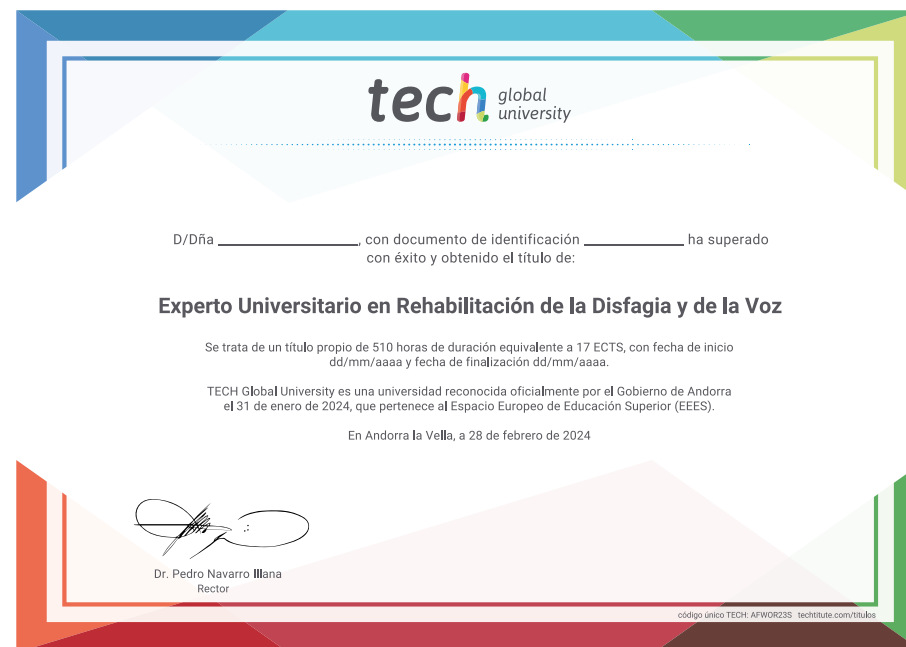 tech global
university
D/Dña ______________, con documento de identificación __________ ha superado
con éxito y obtenido el título de:
Experto Universitario en Rehabilitación de la Disfagia y de la Voz
Se trata de un título propio de 510 horas de duración equivalente a 17 ECTS, con fecha de inicio
dd/mm/aaaa y fecha de finalización dd/mm/aaaa.
TECH Global University es una universidad reconocida oficialmente por el Gobierno de Andorra
el 31 de enero de 2024, que pertenece al Espacio Europeo de Educación Superior (EEES).
En Andorra la Vella, a 28 de febrero de 2024
Dr. Pedro Navarro Illana
Rector
código único TECH: AFWOR23S techtitute.com/titulos